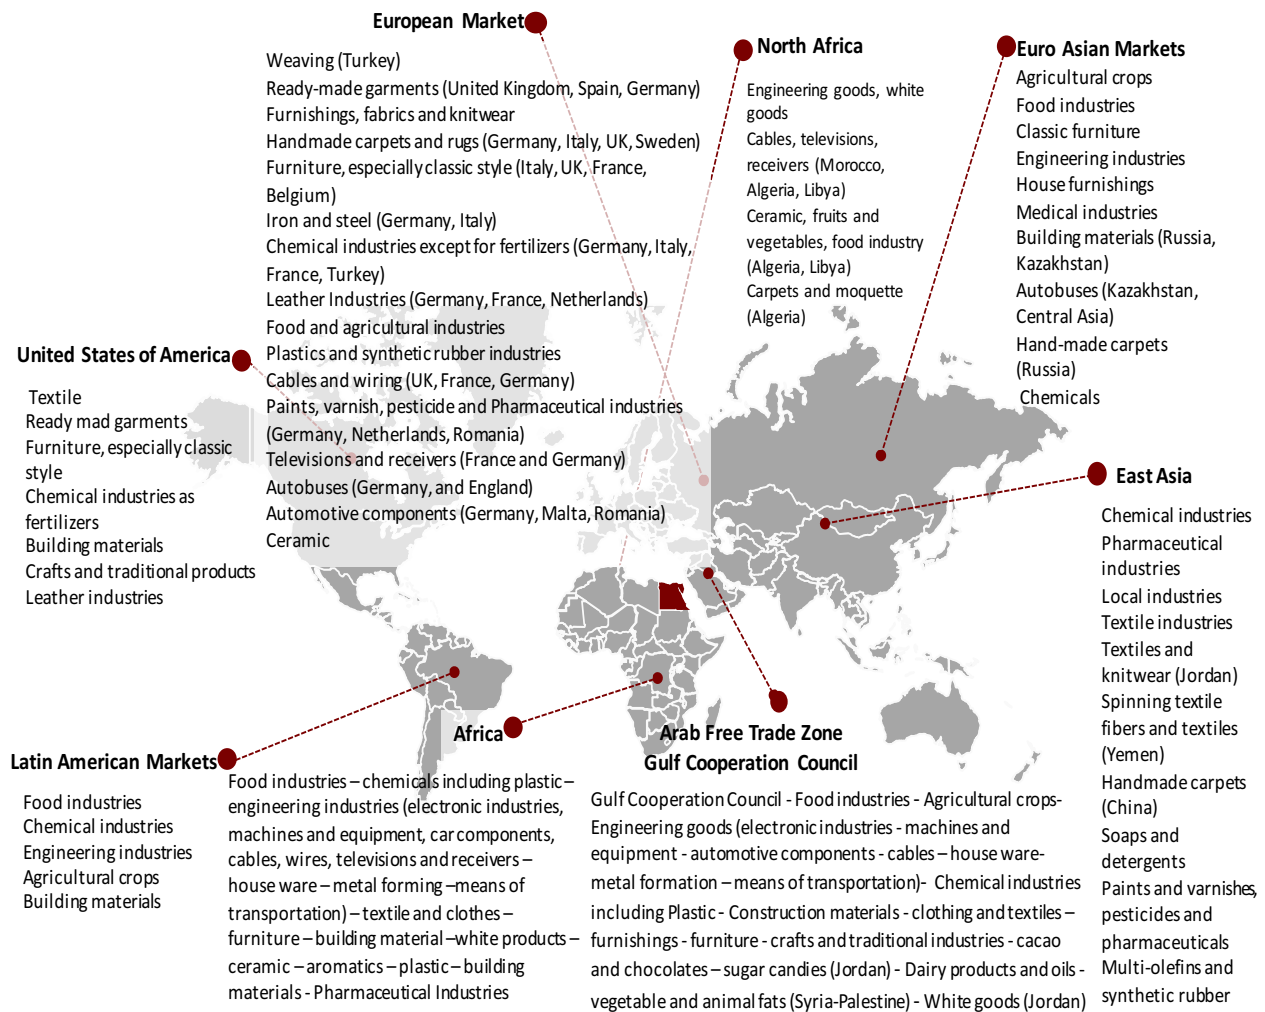 European Market
Weaving (Turkey)
Ready-made garments (United Kingdom, Spain, Germany)
Furnishings, fabrics and knitwear
Handmade carpets and rugs (Germany, Italy, UK, Sweden)
Furniture, especially classic style (Italy, UK, France,
Belgium)
Iron and steel (Germany, Italy)
Chemical industries except for fertilizers (Germany, Italy,
France, Turkey)
Leather Industries (Germany, France, Netherlands)
Food and agricultural industries
Plastics and synthetic rubber industries
Cables and wiring (UK, France, Germany)
Paints, varnish, pesticide and Pharmaceutical industries
(Germany, Netherlands, Romania)
Televisions and receivers (France and Germany)
Autobuses (Germany, and England)
Automotive components (Germany, Malta, Romania)
Ceramic
North Africa
Engineering goods, white
goods
Cables, televisions,
receivers (Morocco,
Algeria, Libya)
Ceramic, fruits and
vegetables, food industry
(Algeria, Libya)
Carpets and moquette
(Algeria)
Euro Asian Markets
Agricultural crops
Food industries
Classic furniture
Engineering industries
House furnishings
Medical industries
Building materials (Russia,
Kazakhstan)
Autobuses (Kazakhstan,
Central Asia)
Hand-made carpets
(Russia)
Chemicals
United States of America
Textile
Ready mad garments
Furniture, especially classic
style
Chemical industries as
fertilizers
Building materials
Crafts and traditional products
Leather industries
East Asia
Chemical industries
Pharmaceutical
industries
Local industries
Textile industries
Textiles and
knitwear (Jordan)
Spinning textile
fibers and textiles
(Yemen)
Handmade carpets
(China)
Soaps and
detergents
Paints and varnishes,
pesticides and
pharmaceuticals
Multi-olefins and
synthetic rubber
Latin American Markets
Food industries
Chemical industries
Engineering industries
Agricultural crops
Building materials
Africa
Food industries – chemicals including plastic –
engineering industries (electronic industries,
machines and equipment, car components,
cables, wires, televisions and receivers –
house ware – metal forming –means of
transportation) – textile and clothes –
furniture – building material –white products –
ceramic – aromatics – plastic – building
materials - Pharmaceutical Industries
Arab Free Trade Zone
Gulf Cooperation Council
Gulf Cooperation Council - Food industries - Agricultural crops-
Engineering goods (electronic industries - machines and
equipment - automotive components - cables – house ware-
metal formation – means of transportation)- Chemical industries
including Plastic - Construction materials - clothing and textiles –
furnishings - furniture - crafts and traditional industries - cacao
and chocolates – sugar candies (Jordan) - Dairy products and oils -
vegetable and animal fats (Syria-Palestine) - White goods (Jordan)